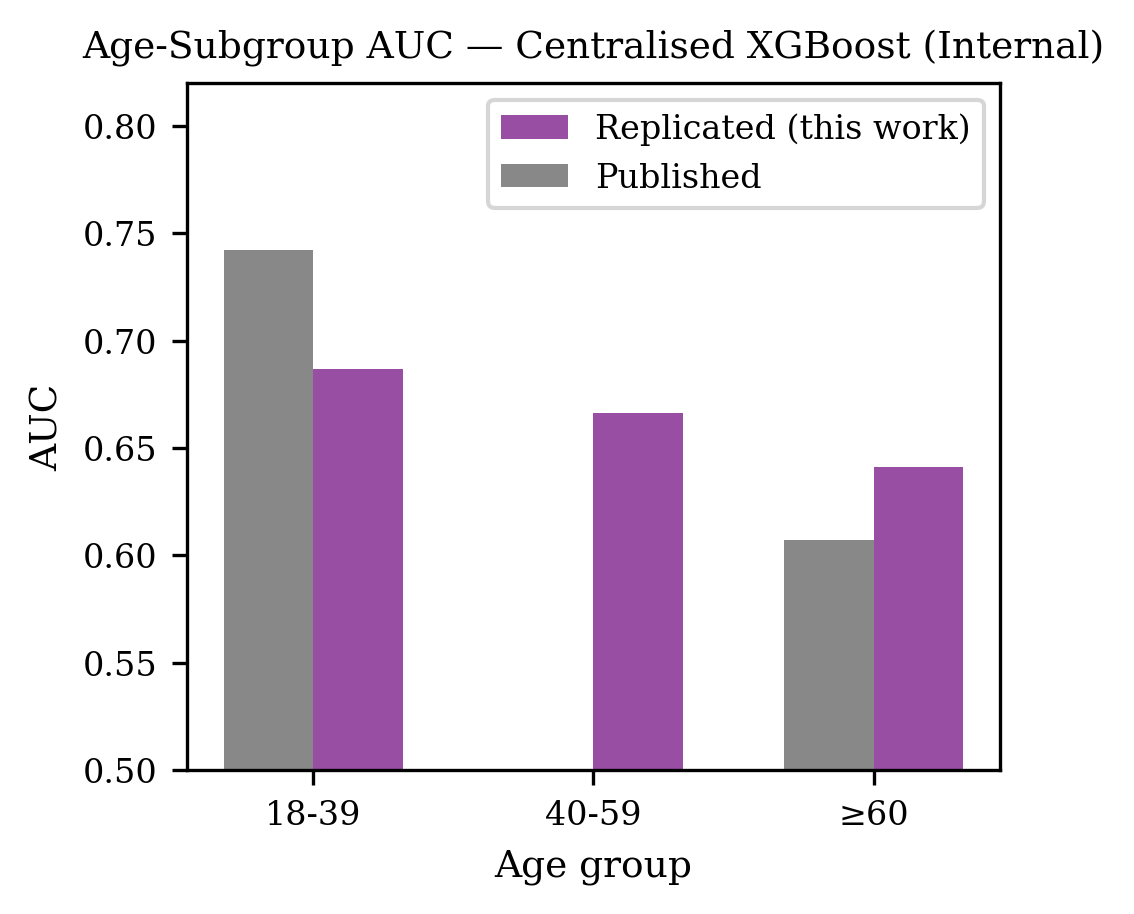 Age-Subgroup AUC — Centralised XGBoost (Internal)
Replicated (this work)
Published
0.80
0.75
0.70
0.65
0.60
0.55
0.50
AUC
18-39
40-59
≥60
Age group